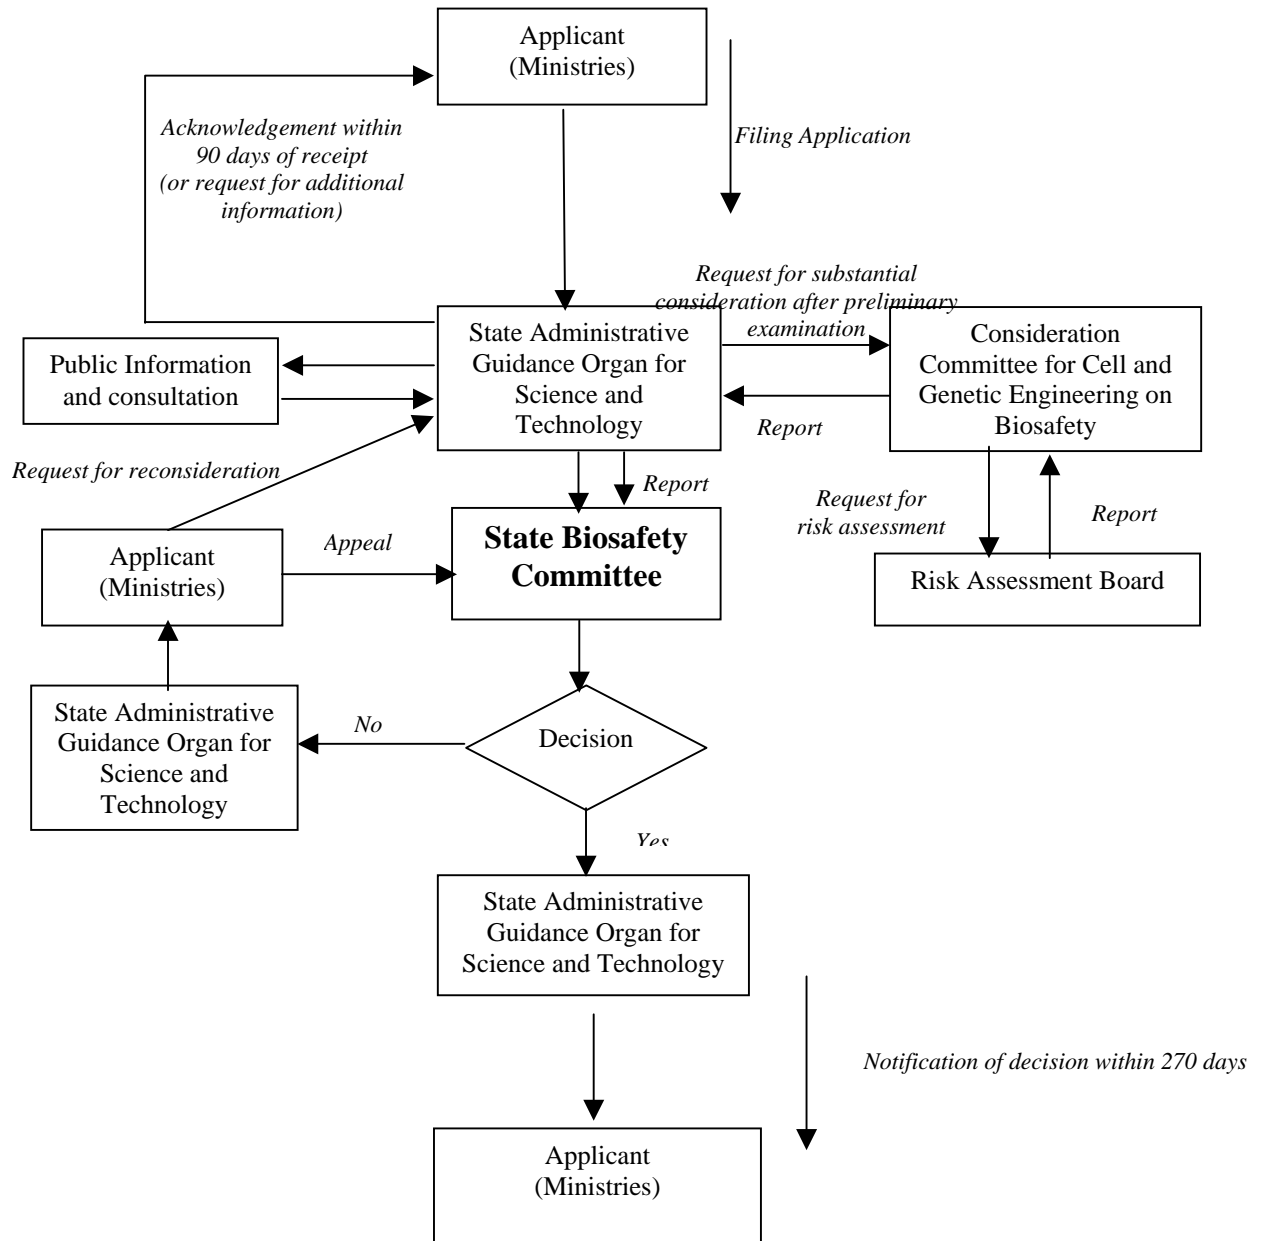 Applicant
(Ministries)
Acknowledgement within
90 days of receipt
(or request for additional
information)
Filing Application
Request for substantial
consideration after preliminary
examination
State Administrative
Guidance Organ for
Science and
Technology
Consideration
Committee for Cell and
Genetic Engineering on
Biosafety
Public Information
and consultation
Report
Request for reconsideration
Report
Request for
risk assessment
Report
Applicant
(Ministries)
Appeal
State Biosafety
Committee
Risk Assessment Board
State Administrative
Guidance Organ for
Science and
Technology
No
Decision
Yes
State Administrative
Guidance Organ for
Science and Technology
Notification of decision within 270 days
Applicant
(Ministries)